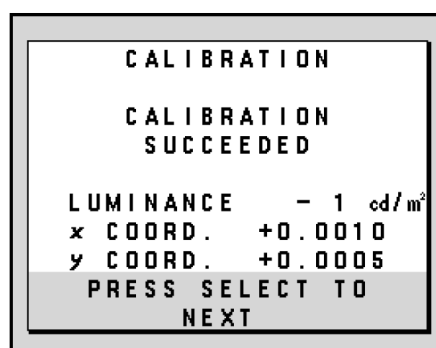 CALIBRATION
CALIBRATION
SUCCEEDED
LUMINANCE - 1 cd/m²
x COORD. +0.0010
y COORD. +0.0005
PRESS SELECT TO
NEXT